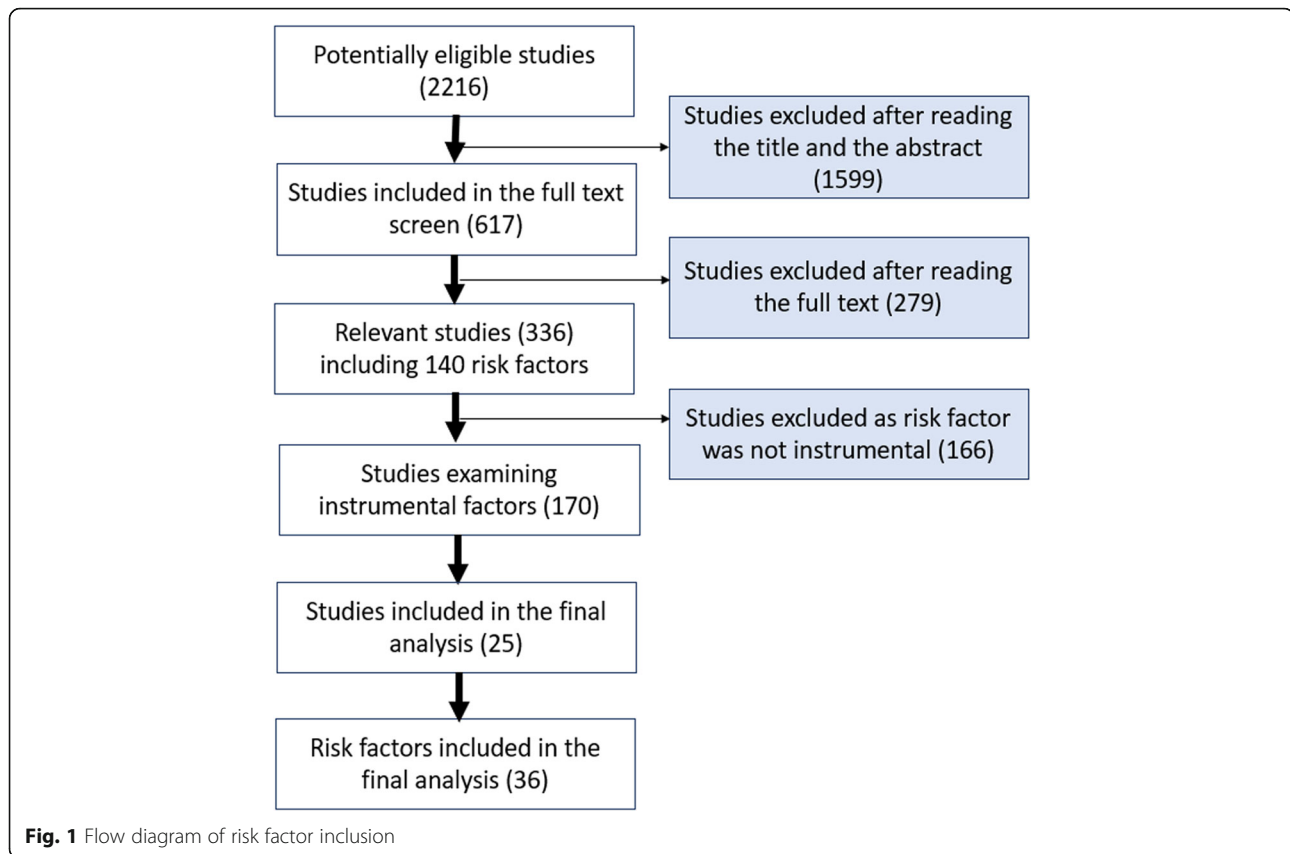 Potentially eligible studies
(2216)
Studies excluded after reading
the title and the abstract
(1599)
Studies included in the full text
screen (617)
Studies excluded after reading
the full text (279)
Relevant studies (336)
including 140 risk factors
Studies excluded as risk factor
was not instrumental (166)
Studies examining
instrumental factors (170)
Studies included in the final
analysis (25)
Risk factors included in the
final analysis (36)
Fig. 1 Flow diagram of risk factor inclusion